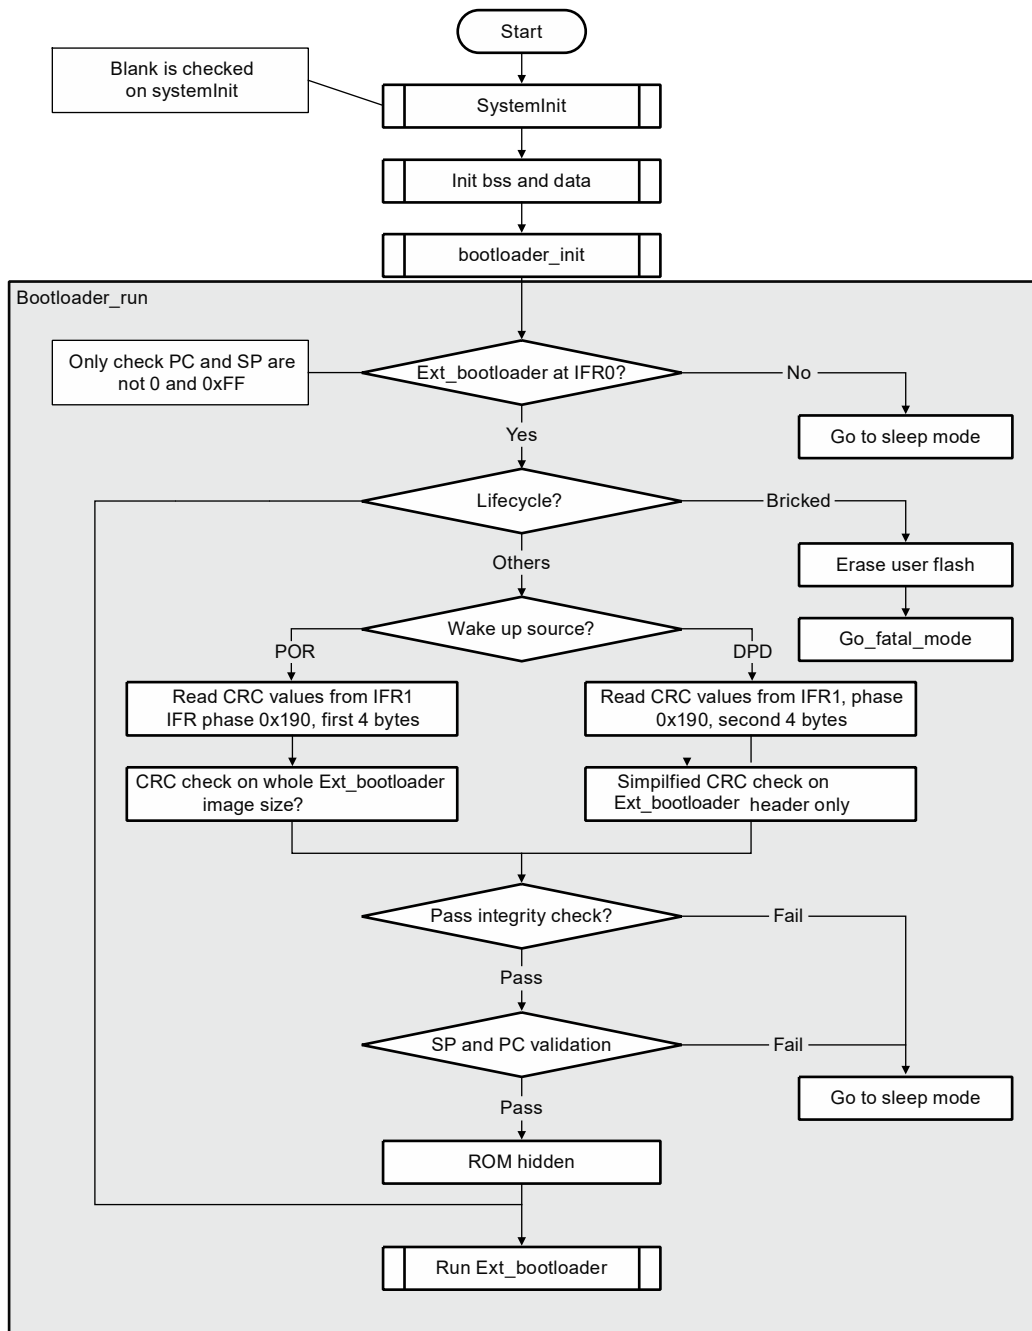 Start
Blank is checked
on systemInit
SystemInit
Init bss and data
bootloader_init
Bootloader_run
Only check PC and SP are
not 0 and 0xFF
Ext_bootloader at IFR0?
No
Go to sleep mode
Yes
Lifecycle?
Bricked
Erase user flash
Others
Wake up source?
Go_fatal_mode
POR
DPD
Read CRC values from IFR1
IFR phase 0x190, first 4 bytes
Read CRC values from IFR1, phase
0x190, second 4 bytes
CRC check on whole Ext_bootloader
image size?
Simpilfied CRC check on
Ext_bootloader header only
Pass integrity check?
Fail
Pass
SP and PC validation
Fail
Go to sleep mode
Pass
ROM hidden
Run Ext_bootloader